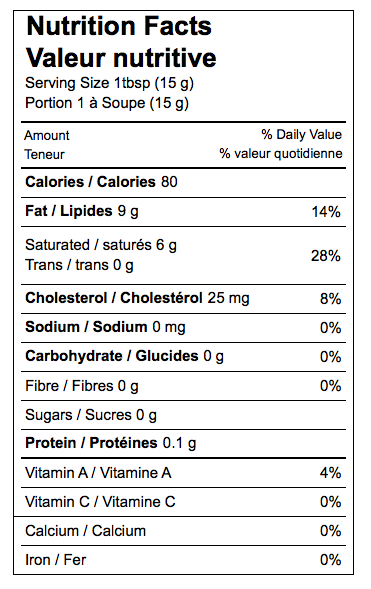 Nutrition Facts
Valeur nutritive
Serving Size 1tbsp (15 g)
Portion 1 à Soupe (15 g)
Amount % Daily Value
Teneur % valeur quotidienne
Calories / Calories 80
Fat / Lipides 9 g 14%
Saturated / saturés 6 g
Trans / trans 0 g 28%
Cholesterol / Cholestérol 25 mg 8%
Sodium / Sodium 0 mg 0%
Carbohydrate / Glucides 0 g 0%
Fibre / Fibres 0 g 0%
Sugars / Sucres 0 g
Protein / Protéines 0.1 g
Vitamin A / Vitamine A 4%
Vitamin C / Vitamine C 0%
Calcium / Calcium 0%
Iron / Fer 0%